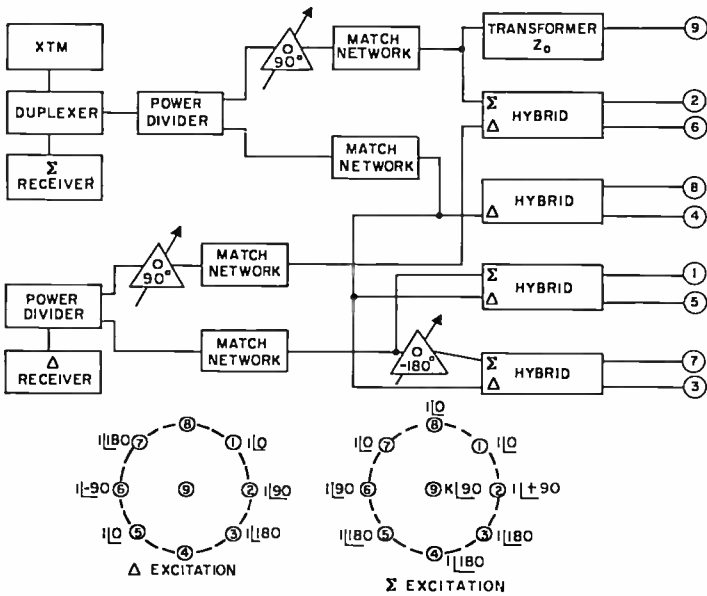 XTM
DUPLEXER
Σ
RECEIVER
POWER
DIVIDER
0
90°
MATCH
NETWORK
MATCH
NETWORK
TRANSFORMER
Z₀
9
Σ
Δ
HYBRID
2
6
Δ
HYBRID
8
4
POWER
DIVIDER
Δ
RECEIVER
0
90°
MATCH
NETWORK
MATCH
NETWORK
0
-180°
Σ
Δ
HYBRID
1
5
Σ
Δ
HYBRID
7
3
8
1∠180 7
1 1∠0
1∠-90 6
9
2 1∠90
1∠0 5
3 1∠180
4
Δ EXCITATION
1∠0
8
1∠0 7
1 1∠0
1∠90 6
9 K∠90
2 1∠+90
1∠180 5
3 1∠180
4 1∠180
Σ EXCITATION